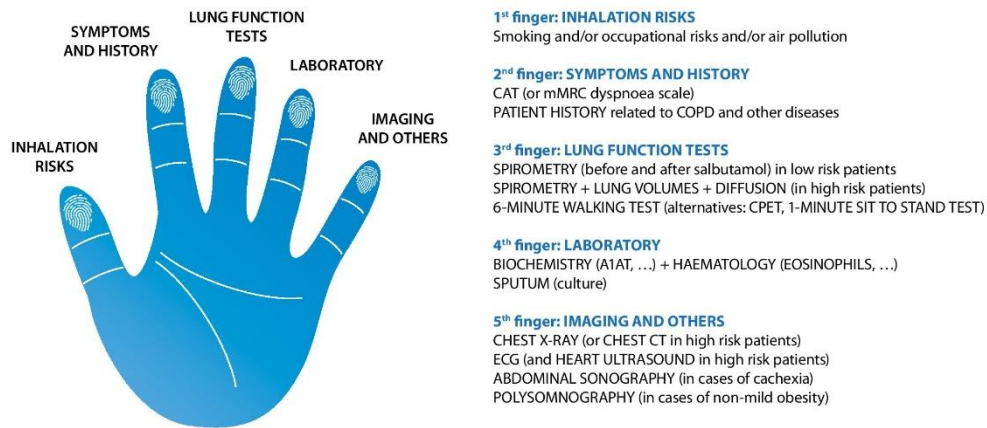 SYMPTOMS
AND HISTORY
LUNG FUNCTION
TESTS
LABORATORY
IMAGING
AND OTHERS
INHALATION
RISKS
1st finger: INHALATION RISKS
Smoking and/or occupational risks and/or air pollution
2nd finger: SYMPTOMS AND HISTORY
CAT (or mMRC dyspnoea scale)
PATIENT HISTORY related to COPD and other diseases
3rd finger: LUNG FUNCTION TESTS
SPIROMETRY (before and after salbutamol) in low risk patients
SPIROMETRY + LUNG VOLUMES + DIFFUSION (in high risk patients)
6-MINUTE WALKING TEST (alternatives: CPET, 1-MINUTE SIT TO STAND TEST)
4th finger: LABORATORY
BIOCHEMISTRY (A1AT, …) + HAEMATOLOGY (EOSINOPHILS, …)
SPUTUM (culture)
5th finger: IMAGING AND OTHERS
CHEST X-RAY (or CHEST CT in high risk patients)
ECG (and HEART ULTRASOUND in high risk patients)
ABDOMINAL SONOGRAPHY (in cases of cachexia)
POLYSOMNOGRAPHY (in cases of non-mild obesity)